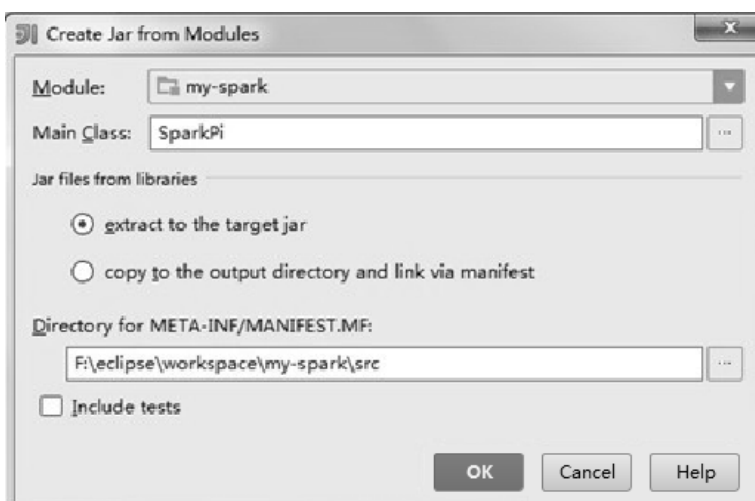 Create Jar from Modules
Module: my-spark
Main Class: SparkPi ...
Jar files from libraries
extract to the target jar
copy to the output directory and link via manifest
Directory for META-INF/MANIFEST.MF:
F:\eclipse\workspace\my-spark\src ...
Include tests
OK Cancel Help